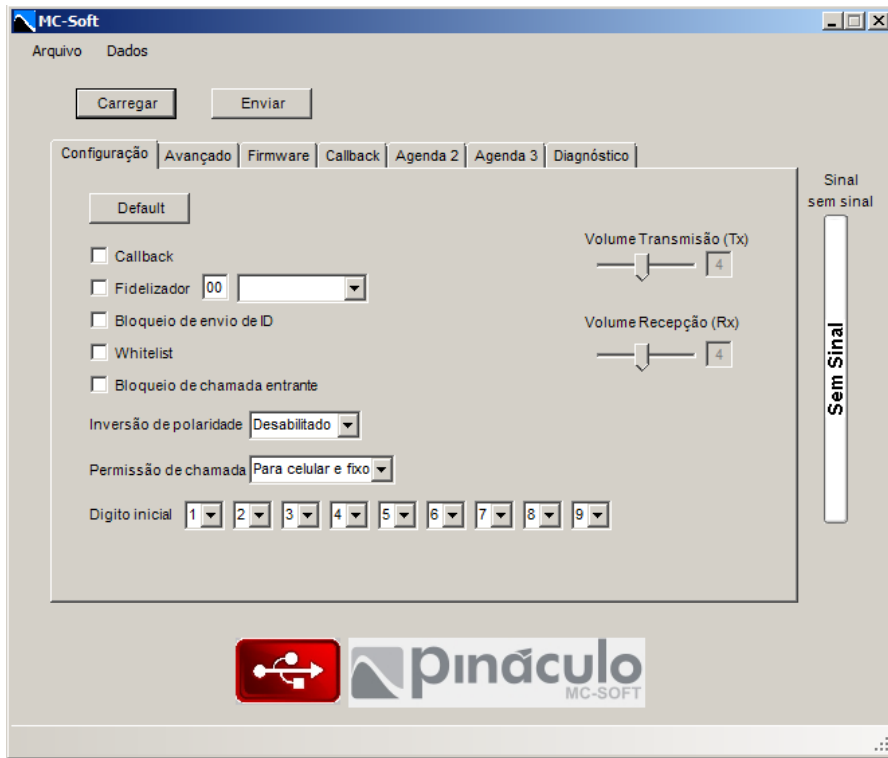 MC-Soft
Arquivo Dados
Carregar Enviar
Configuração Avançado Firmware Callback Agenda 2 Agenda 3 Diagnóstico
Sinal
sem sinal
Default
Volume Transmisão (Tx)
4
Callback
Fidelizador 00
Bloqueio de envio de ID
Volume Recepção (Rx)
4
Whitelist
Bloqueio de chamada entrante
Sem Sinal
Inversão de polaridade Desabilitado
Permissão de chamada Para celular e fixo
Digito inicial 1 2 3 4 5 6 7 8 9
pináculo
MC-SOFT